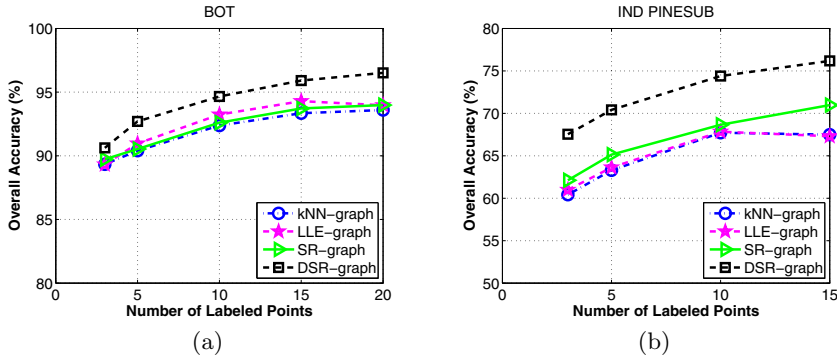 BOT
100
95
90
85
80
0
5
10
15
20
Overall Accuracy (%)
Number of Labeled Points
kNN−graph
LLE−graph
SR−graph
DSR−graph
(a)
IND PINESUB
80
75
70
65
60
55
50
0
5
10
15
Overall Accuracy (%)
Number of Labeled Points
kNN−graph
LLE−graph
SR−graph
DSR−graph
(b)